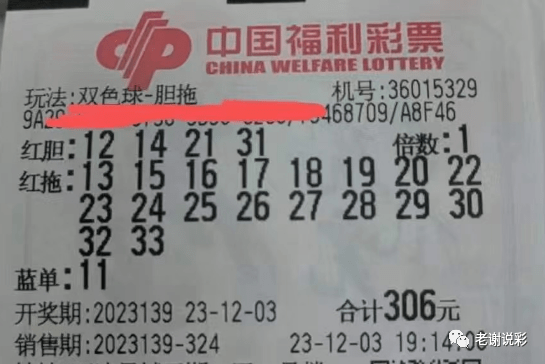 中国福利彩票
CHINA WELFARE LOTTERY
玩法:双色球-胆拖 机号:36015329
468709/A8F46
红胆:12 14 21 31 倍数:1
红拖:13 15 16 17 18 19 20 22
23 24 25 26 27 28 29 30
32 33
蓝单:11
开奖期:2023139 23-12-03 合计306元
销售期:2023139-324 23-12-03 19:14:
老谢说彩